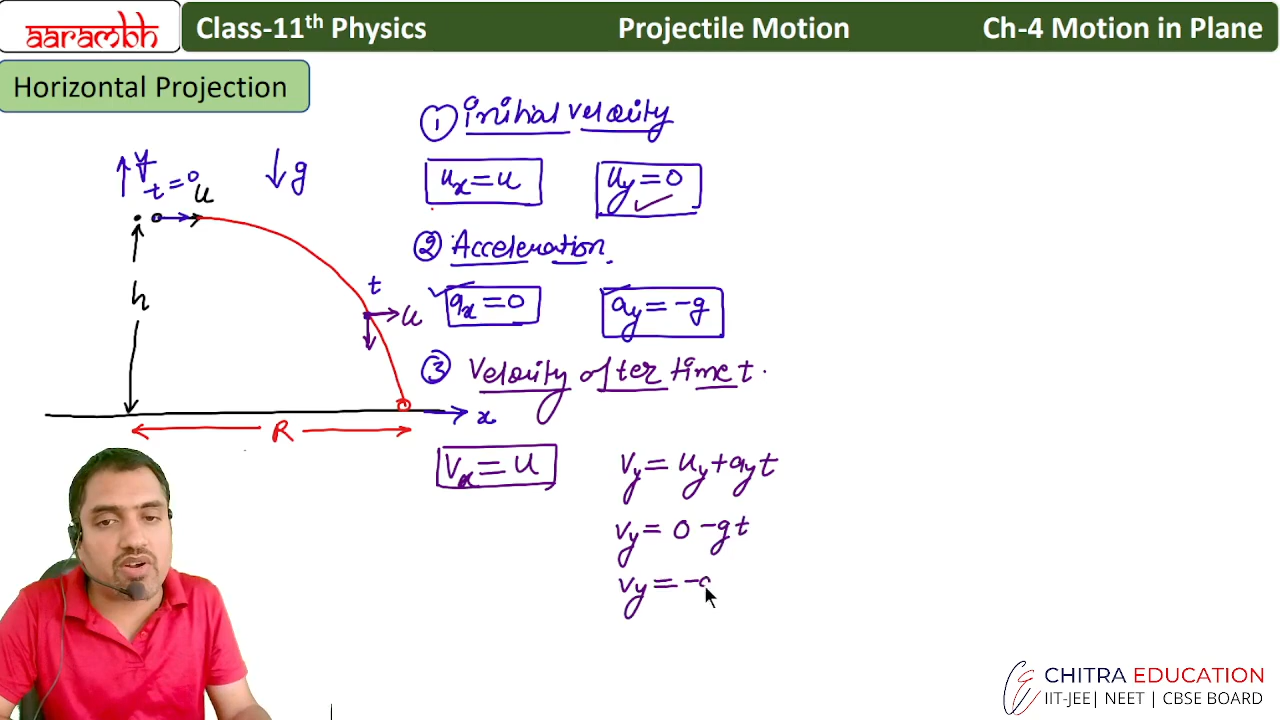 aarambh
Class-11th Physics
Projectile Motion
Ch-4 Motion in Plane
Horizontal Projection
① initial velocity
y
t=0
u
↓g
ux=u
uy=0
② Acceleration.
h
t
u
ax=0
ay=-g
③ Velocity after time t.
x
R
Vx=u
Vy=uy+ayt
vy=0-gt
vy=-
CHITRA EDUCATION
IIT-JEE| NEET | CBSE BOARD